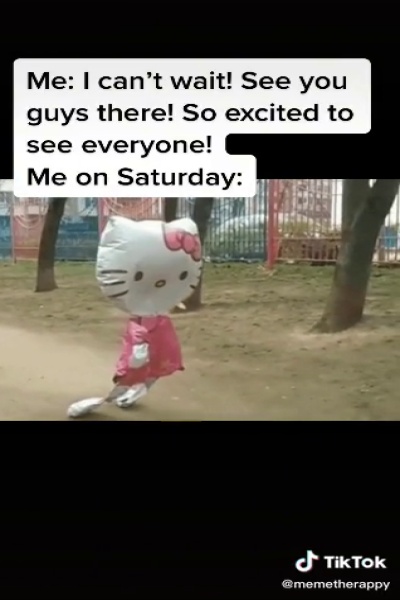 Me: I can’t wait! See you
guys there! So excited to
see everyone!
Me on Saturday:
TikTok
@memetherappy